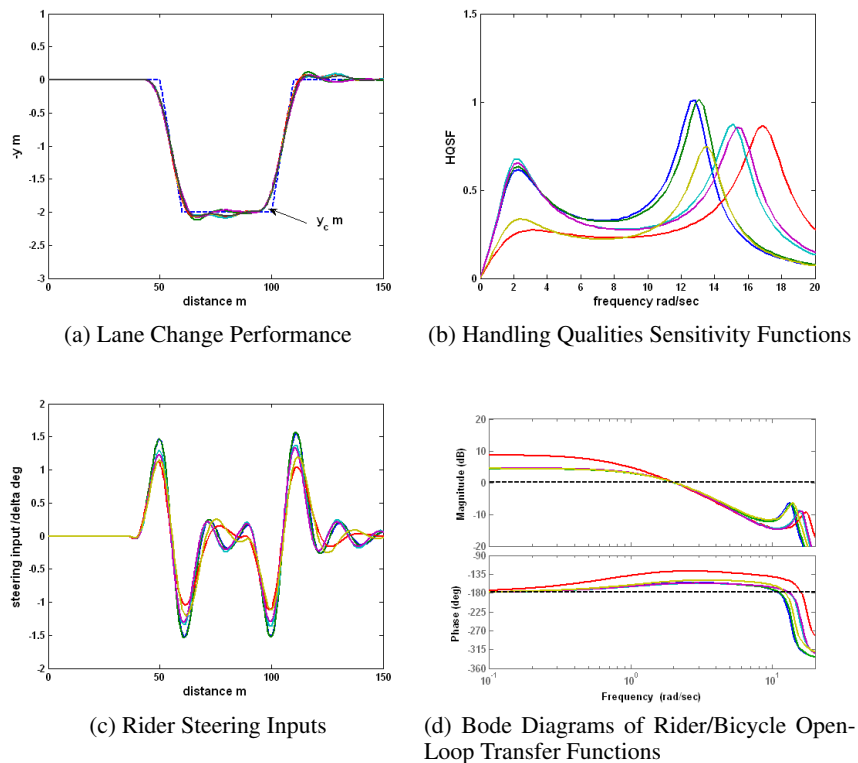 1
0.5
0
-0.5
-1
-1.5
-2
-2.5
-3
-y m
y_c m
0 50 100 150
distance m
(a) Lane Change Performance
1.5
1
0.5
0
HQSF
0 2 4 6 8 10 12 14 16 18 20
frequency rad/sec
(b) Handling Qualities Sensitivity Functions
2
1.5
1
0.5
0
-0.5
-1
-1.5
-2
steering input /delta deg
0 50 100 150
distance m
(c) Rider Steering Inputs
20
10
0
-10
20
Magnitude (dB)
-90
-135
-180
-225
-270
-315
-360
Phase (deg)
10^-1 10^0 10^1
Frequency (rad/sec)
(d) Bode Diagrams of Rider/Bicycle Open-
Loop Transfer Functions